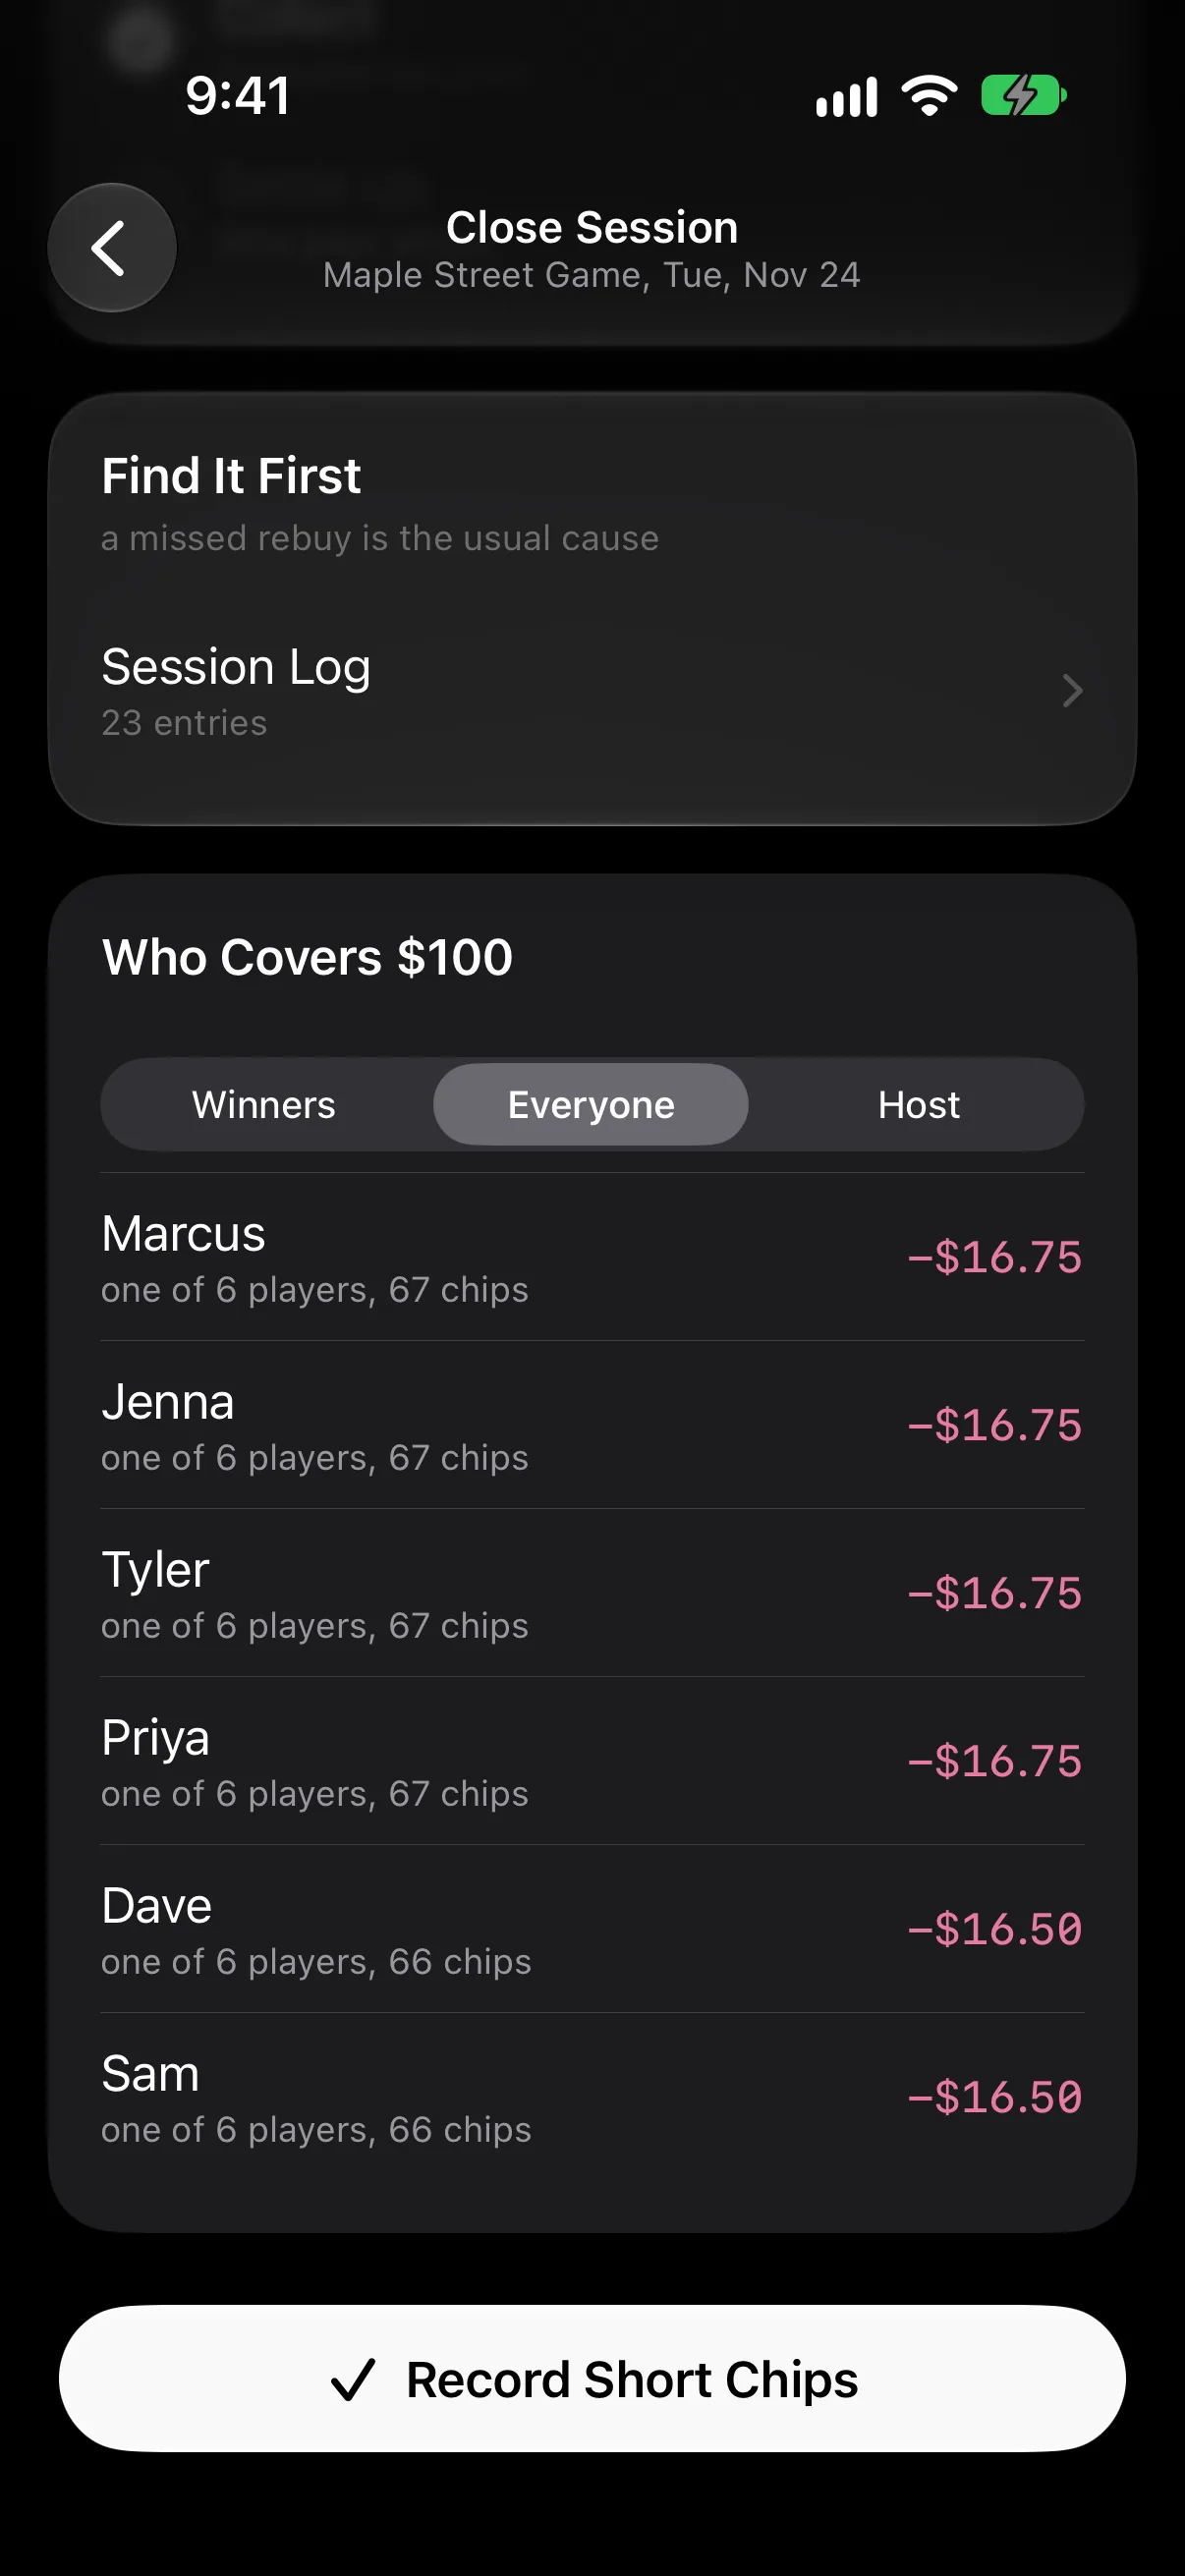 9:41
Close Session
Maple Street Game, Tue, Nov 24
Find It First
a missed rebuy is the usual cause
Session Log
23 entries
Who Covers $100
Winners
Everyone
Host
Marcus
−$16.75
one of 6 players, 67 chips
Jenna
−$16.75
one of 6 players, 67 chips
Tyler
−$16.75
one of 6 players, 67 chips
Priya
−$16.75
one of 6 players, 67 chips
Dave
−$16.50
one of 6 players, 66 chips
Sam
−$16.50
one of 6 players, 66 chips
Record Short Chips